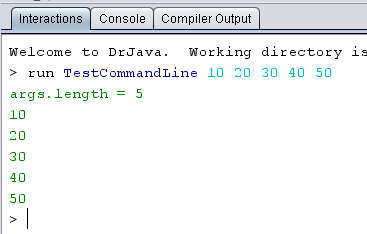 Interactions Console Compiler Output
Welcome to DrJava. Working directory is
> run TestCommandLine 10 20 30 40 50
args.length = 5
10
20
30
40
50
>